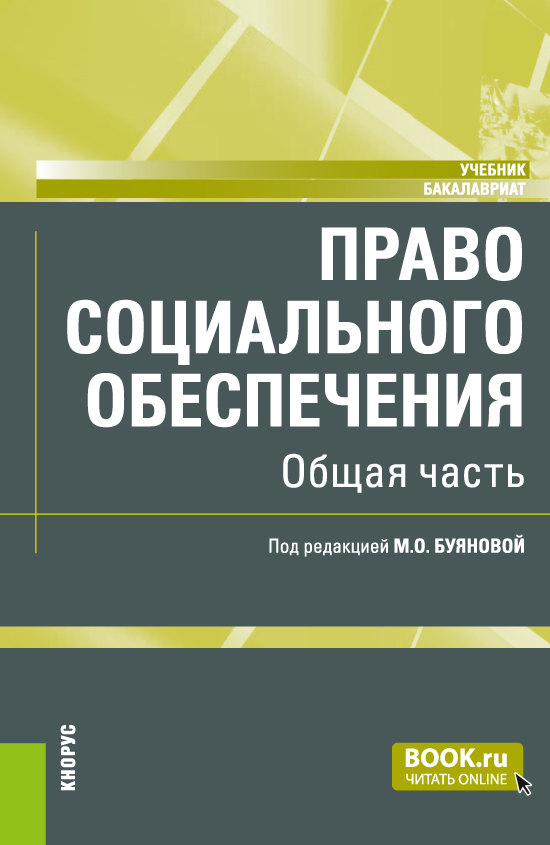 УЧЕБНИК
БАКАЛАВРИАТ
ПРАВО
СОЦИАЛЬНОГО
ОБЕСПЕЧЕНИЯ
Общая часть
Под редакцией М.О. БУЯНОВОЙ
КНОРУС
BOOK.ru
ЧИТАТЬ ONLINE